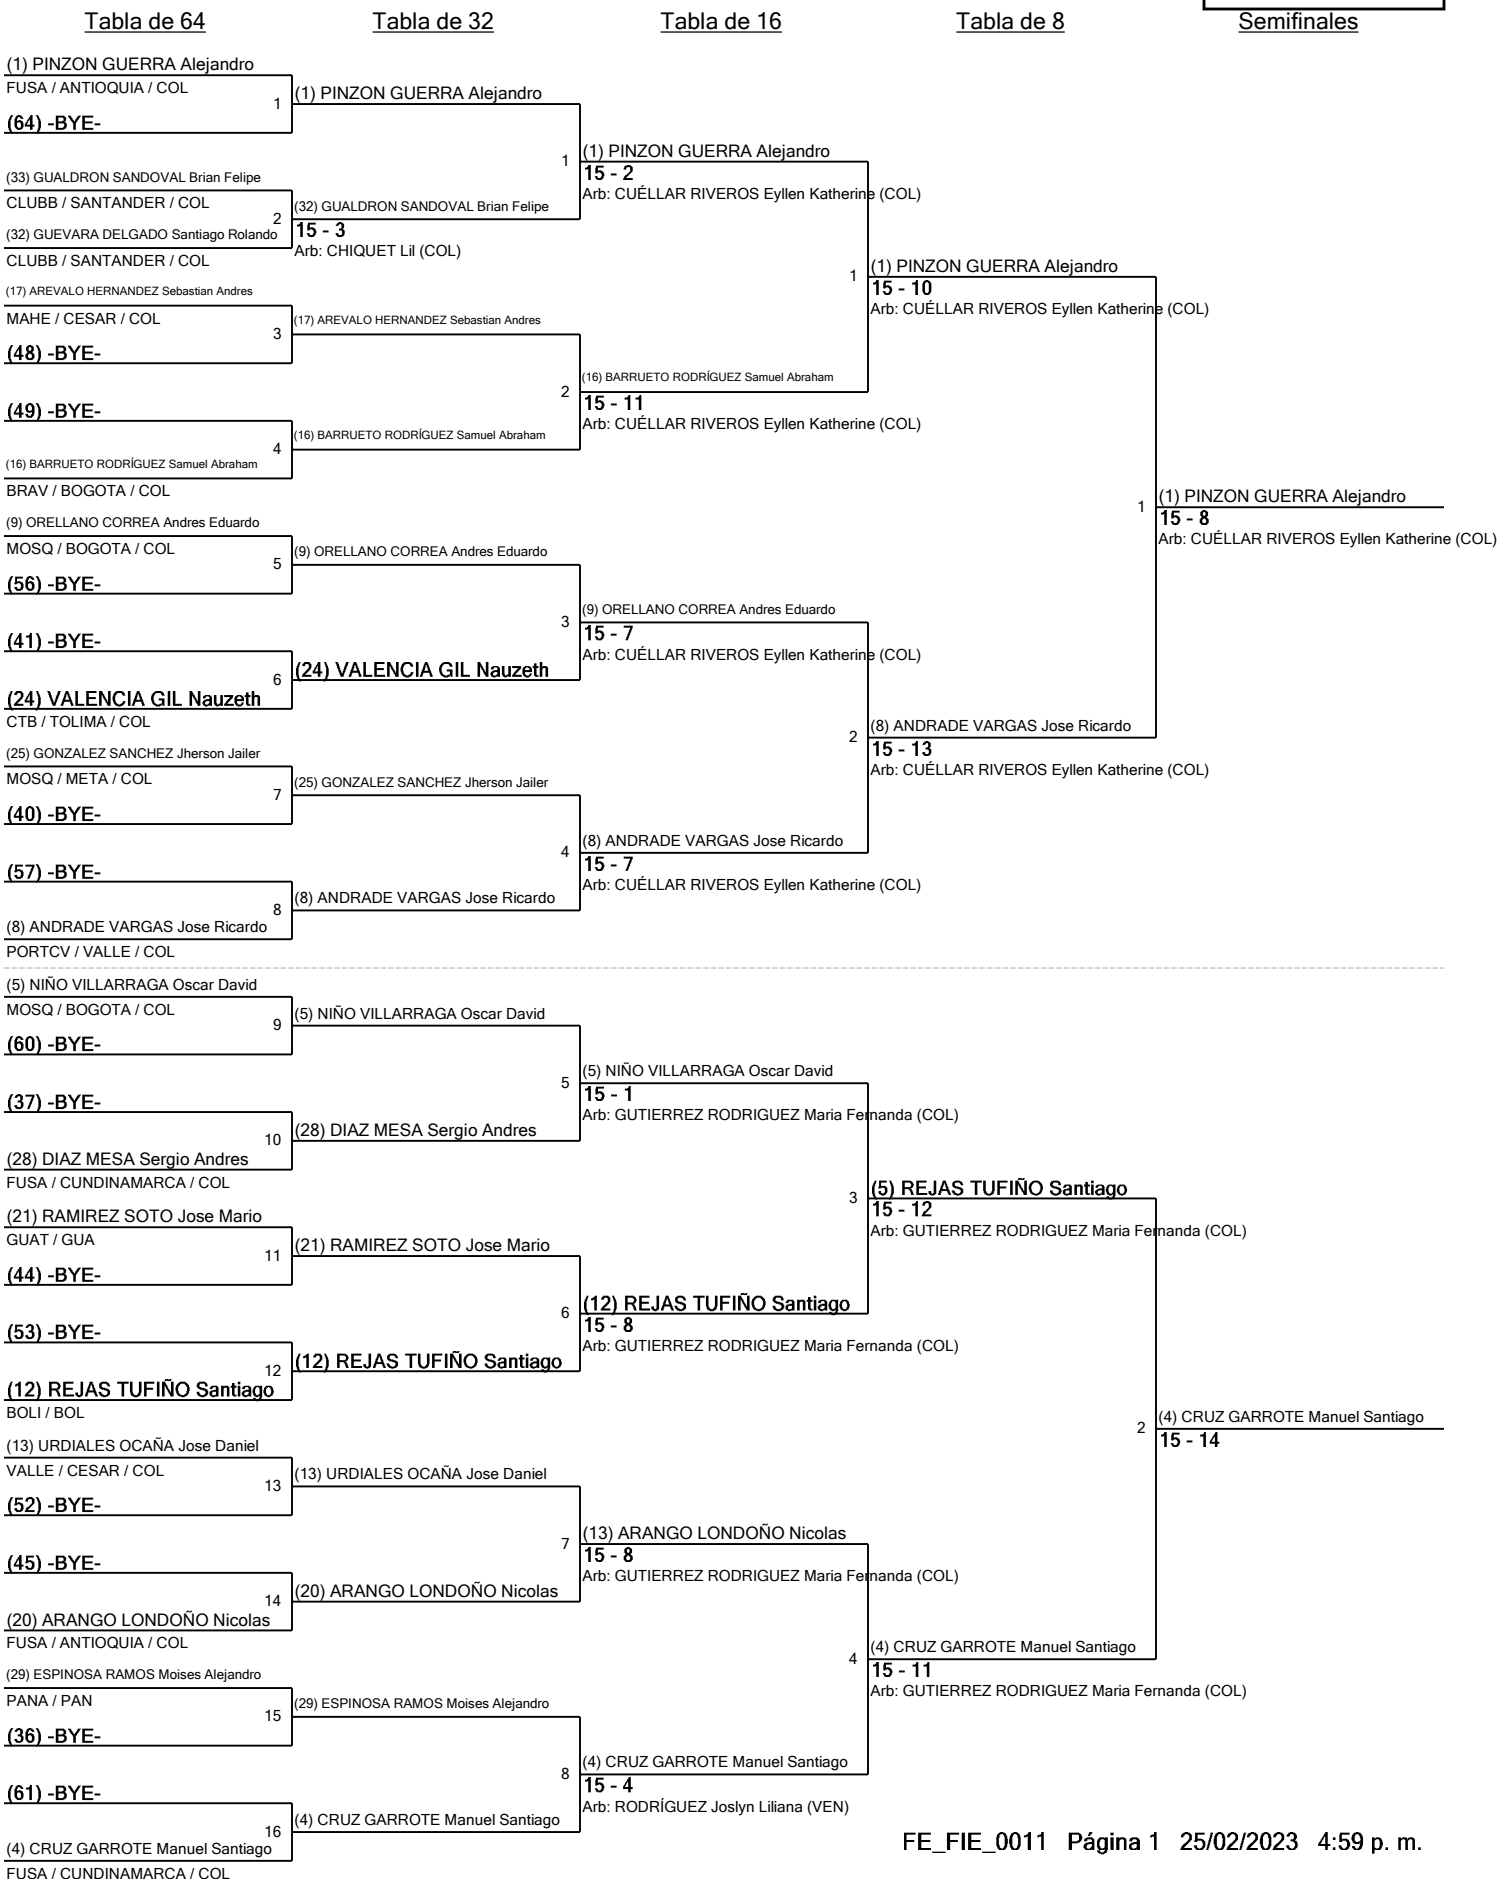 Tabla de 64
Tabla de 32
Tabla de 16
Tabla de 8
Semifinales
(1) PINZON GUERRA Alejandro
FUSA / ANTIOQUIA / COL
1
(64) -BYE-
(33) GUALDRON SANDOVAL Brian Felipe
CLUBB / SANTANDER / COL
2
(32) GUEVARA DELGADO Santiago Rolando
CLUBB / SANTANDER / COL
(17) AREVALO HERNANDEZ Sebastian Andres
MAHE / CESAR / COL
3
(48) -BYE-
(49) -BYE-
4
(16) BARRUETO RODRÍGUEZ Samuel Abraham
BRAV / BOGOTA / COL
(9) ORELLANO CORREA Andres Eduardo
MOSQ / BOGOTA / COL
5
(56) -BYE-
(41) -BYE-
6
(24) VALENCIA GIL Nauzeth
CTB / TOLIMA / COL
(25) GONZALEZ SANCHEZ Jherson Jailer
MOSQ / META / COL
7
(40) -BYE-
(57) -BYE-
8
(8) ANDRADE VARGAS Jose Ricardo
PORTCV / VALLE / COL
(5) NIÑO VILLARRAGA Oscar David
MOSQ / BOGOTA / COL
9
(60) -BYE-
(37) -BYE-
10
(28) DIAZ MESA Sergio Andres
FUSA / CUNDINAMARCA / COL
(21) RAMIREZ SOTO Jose Mario
GUAT / GUA
11
(44) -BYE-
(53) -BYE-
12
(12) REJAS TUFIÑO Santiago
BOLI / BOL
(13) URDIALES OCAÑA Jose Daniel
VALLE / CESAR / COL
13
(52) -BYE-
(45) -BYE-
14
(20) ARANGO LONDOÑO Nicolas
FUSA / ANTIOQUIA / COL
(29) ESPINOSA RAMOS Moises Alejandro
PANA / PAN
15
(36) -BYE-
(61) -BYE-
16
(4) CRUZ GARROTE Manuel Santiago
FUSA / CUNDINAMARCA / COL
(1) PINZON GUERRA Alejandro
1
(32) GUALDRON SANDOVAL Brian Felipe
15 - 3
Arb: CHIQUET Lil (COL)
(17) AREVALO HERNANDEZ Sebastian Andres
2
(16) BARRUETO RODRÍGUEZ Samuel Abraham
(9) ORELLANO CORREA Andres Eduardo
3
(24) VALENCIA GIL Nauzeth
(25) GONZALEZ SANCHEZ Jherson Jailer
4
(8) ANDRADE VARGAS Jose Ricardo
(5) NIÑO VILLARRAGA Oscar David
5
(28) DIAZ MESA Sergio Andres
(21) RAMIREZ SOTO Jose Mario
6
(12) REJAS TUFIÑO Santiago
(13) URDIALES OCAÑA Jose Daniel
7
(20) ARANGO LONDOÑO Nicolas
(29) ESPINOSA RAMOS Moises Alejandro
8
(4) CRUZ GARROTE Manuel Santiago
(1) PINZON GUERRA Alejandro
15 - 2
Arb: CUÉLLAR RIVEROS Eyllen Katherine (COL)
1
(16) BARRUETO RODRÍGUEZ Samuel Abraham
15 - 11
Arb: CUÉLLAR RIVEROS Eyllen Katherine (COL)
(9) ORELLANO CORREA Andres Eduardo
15 - 7
Arb: CUÉLLAR RIVEROS Eyllen Katherine (COL)
2
(8) ANDRADE VARGAS Jose Ricardo
15 - 7
Arb: CUÉLLAR RIVEROS Eyllen Katherine (COL)
(5) NIÑO VILLARRAGA Oscar David
15 - 1
Arb: GUTIERREZ RODRIGUEZ Maria Fernanda (COL)
3
(12) REJAS TUFIÑO Santiago
15 - 8
Arb: GUTIERREZ RODRIGUEZ Maria Fernanda (COL)
(13) ARANGO LONDOÑO Nicolas
15 - 8
Arb: GUTIERREZ RODRIGUEZ Maria Fernanda (COL)
4
(4) CRUZ GARROTE Manuel Santiago
15 - 4
Arb: RODRÍGUEZ Joslyn Liliana (VEN)
(1) PINZON GUERRA Alejandro
15 - 10
Arb: CUÉLLAR RIVEROS Eyllen Katherine (COL)
1
(8) ANDRADE VARGAS Jose Ricardo
15 - 13
Arb: CUÉLLAR RIVEROS Eyllen Katherine (COL)
(5) REJAS TUFIÑO Santiago
15 - 12
Arb: GUTIERREZ RODRIGUEZ Maria Fernanda (COL)
2
(4) CRUZ GARROTE Manuel Santiago
15 - 11
Arb: GUTIERREZ RODRIGUEZ Maria Fernanda (COL)
(1) PINZON GUERRA Alejandro
15 - 8
Arb: CUÉLLAR RIVEROS Eyllen Katherine (COL)
(4) CRUZ GARROTE Manuel Santiago
15 - 14
FE_FIE_0011 Página 1 25/02/2023 4:59 p. m.